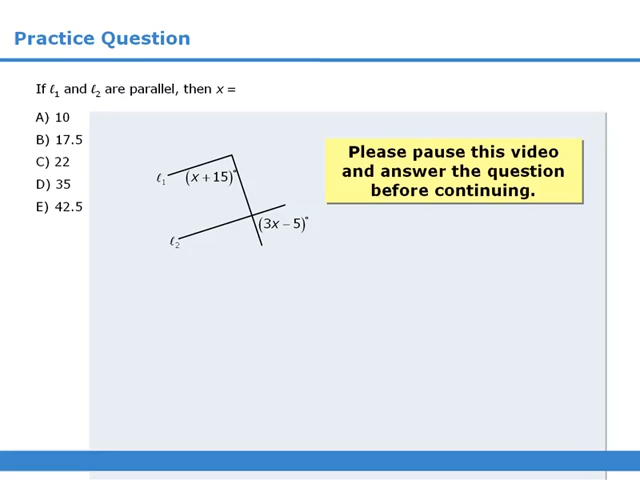 Practice Question
If ℓ₁ and ℓ₂ are parallel, then x =
A) 10
B) 17.5
C) 22
D) 35
E) 42.5
Please pause this video
and answer the question
before continuing.
ℓ₁ (x + 15)°
(3x − 5)°
ℓ₂